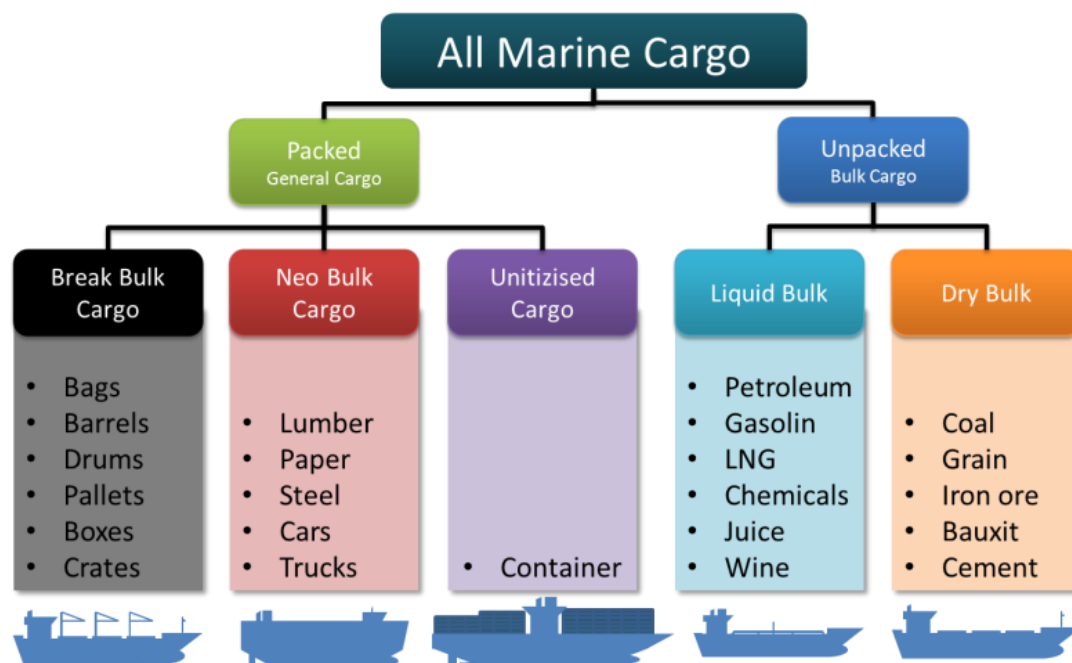 All Marine Cargo
Packed
General Cargo
Unpacked
Bulk Cargo
Break Bulk
Cargo
• Bags
• Barrels
• Drums
• Pallets
• Boxes
• Crates
Neo Bulk
Cargo
• Lumber
• Paper
• Steel
• Cars
• Trucks
Unitizised
Cargo
• Container
Liquid Bulk
• Petroleum
• Gasolin
• LNG
• Chemicals
• Juice
• Wine
Dry Bulk
• Coal
• Grain
• Iron ore
• Bauxit
• Cement